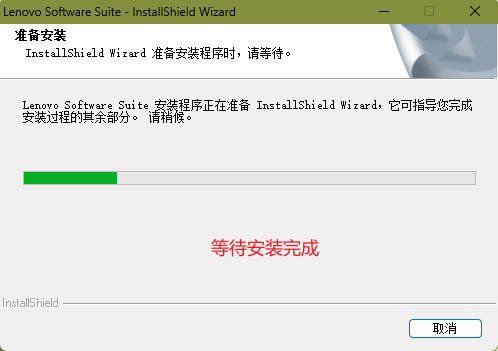 Lenovo Software Suite - InstallShield Wizard
准备安装
InstallShield Wizard 准备安装程序时，请等待。
Lenovo Software Suite 安装程序正在准备 InstallShield Wizard，它可指导您完成
安装过程的其余部分。 请稍候。
等待安装完成
InstallShield
取消